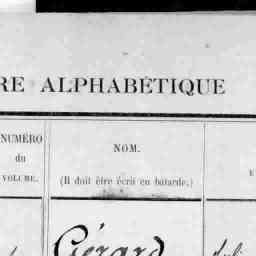 RE ALPHABÉTIQUE
NUMÉRO
du
VOLUME.
NOM.
(Il doit être écrit en bâtarde.)
Gérard